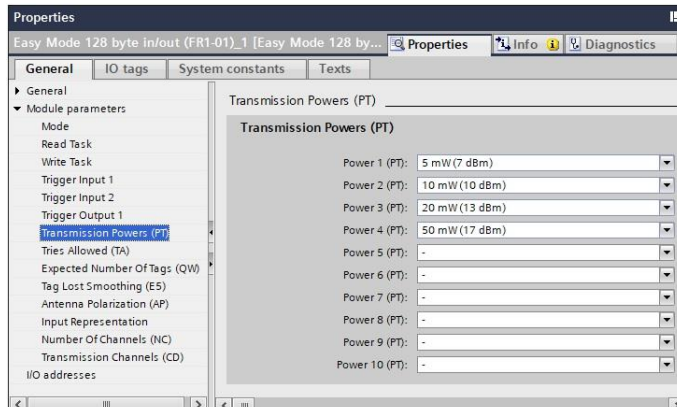 Properties
Easy Mode 128 byte in/out (FR1-01)_1 [Easy Mode 128 by...
Properties
Info
Diagnostics
General
IO tags
System constants
Texts
General
Module parameters
Mode
Read Task
Write Task
Trigger Input 1
Trigger Input 2
Trigger Output 1
Transmission Powers (PT)
Tries Allowed (TA)
Expected Number Of Tags (QW)
Tag Lost Smoothing (E5)
Antenna Polarization (AP)
Input Representation
Number Of Channels (NC)
Transmission Channels (CD)
I/O addresses
Transmission Powers (PT)
Transmission Powers (PT)
Power 1 (PT): 5 mW (7 dBm)
Power 2 (PT): 10 mW (10 dBm)
Power 3 (PT): 20 mW (13 dBm)
Power 4 (PT): 50 mW (17 dBm)
Power 5 (PT): -
Power 6 (PT): -
Power 7 (PT): -
Power 8 (PT): -
Power 9 (PT): -
Power 10 (PT): -